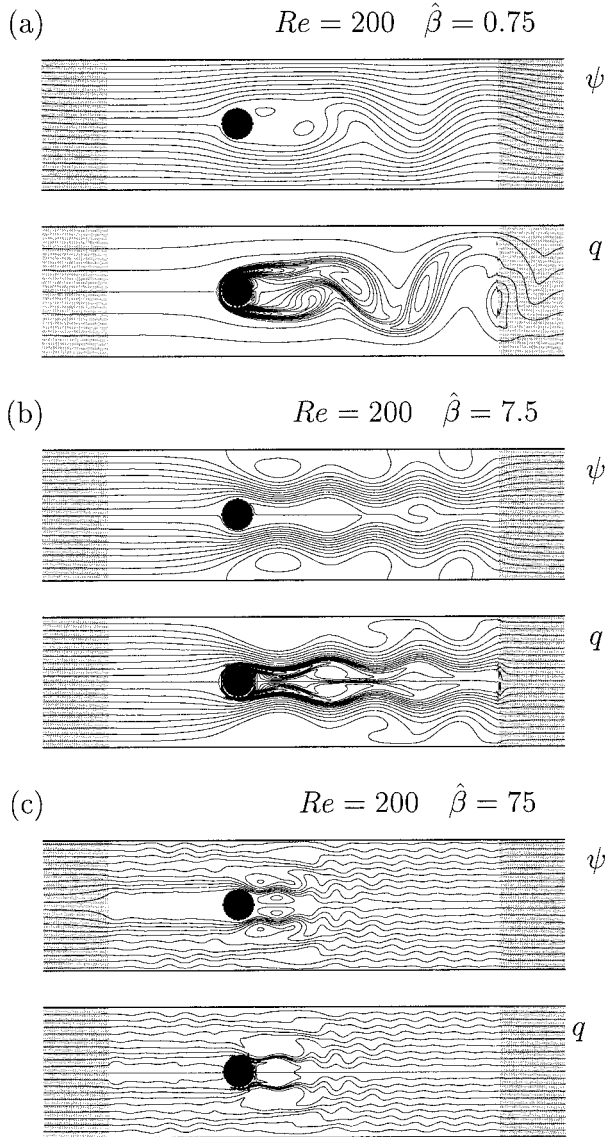 (a) Re = 200 β̂ = 0.75
ψ
q
(b) Re = 200 β̂ = 7.5
ψ
q
(c) Re = 200 β̂ = 75
ψ
q